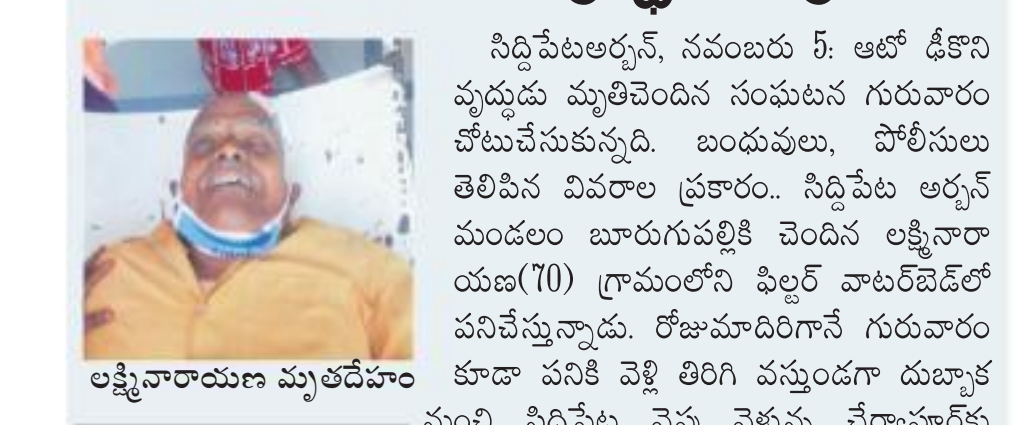 సిద్దిపేటఅర్బన్, నవంబరు 5: ఆటో ఢీకొని
వృద్ధుడు మృతిచెందిన సంఘటన గురువారం
చోటుచేసుకున్నది. బంధువులు, పోలీసులు
తెలిపిన వివరాల ప్రకారం.. సిద్దిపేట అర్బన్
మండలం బూరుగుపల్లికి చెందిన లక్ష్మినారా
యణ(70) గ్రామంలోని ఫిల్టర్ వాటర్‌బెడ్‌లో
పనిచేస్తున్నాడు. రోజుమాదిరిగానే గురువారం
కూడా పనికి వెళ్లి తిరిగి వస్తుండగా దుబ్బాక
లక్ష్మినారాయణ మృతదేహం